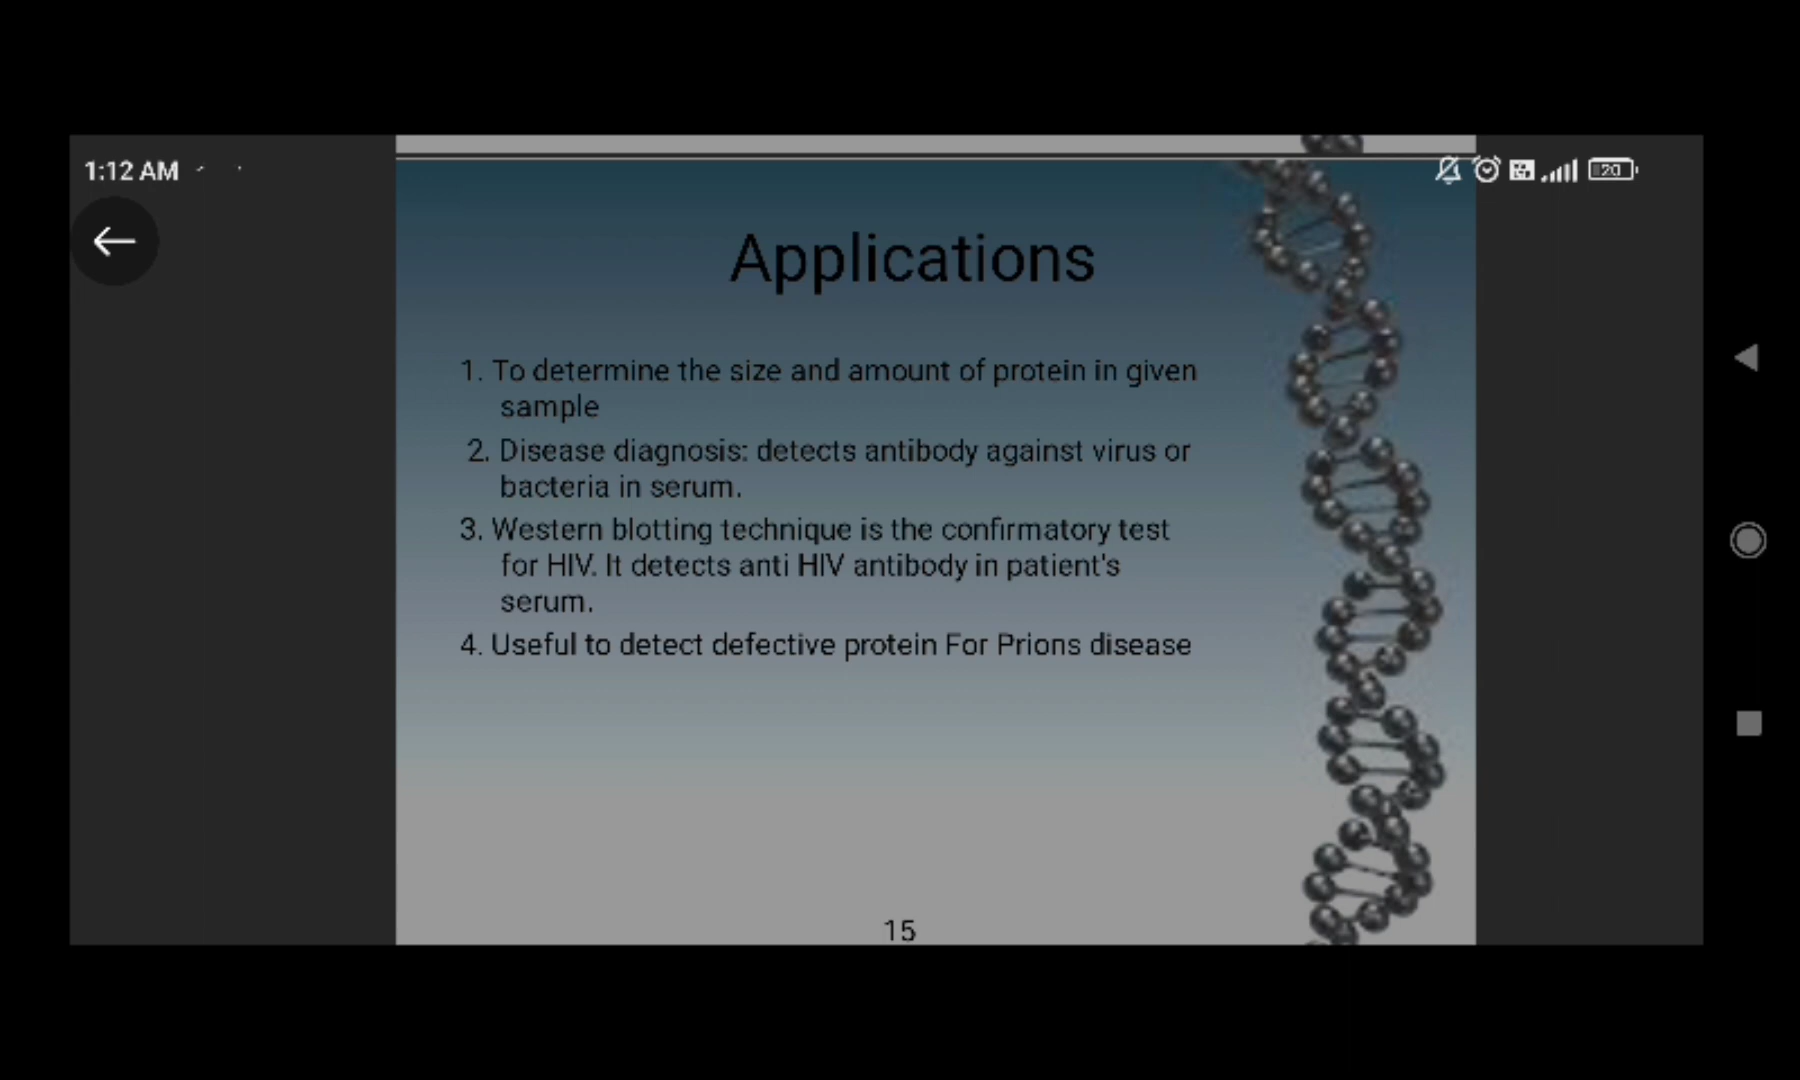 1:12 AM
20
Applications
1. To determine the size and amount of protein in given
sample
2. Disease diagnosis: detects antibody against virus or
bacteria in serum.
3. Western blotting technique is the confirmatory test
for HIV. It detects anti HIV antibody in patient's
serum.
4. Useful to detect defective protein For Prions disease
15